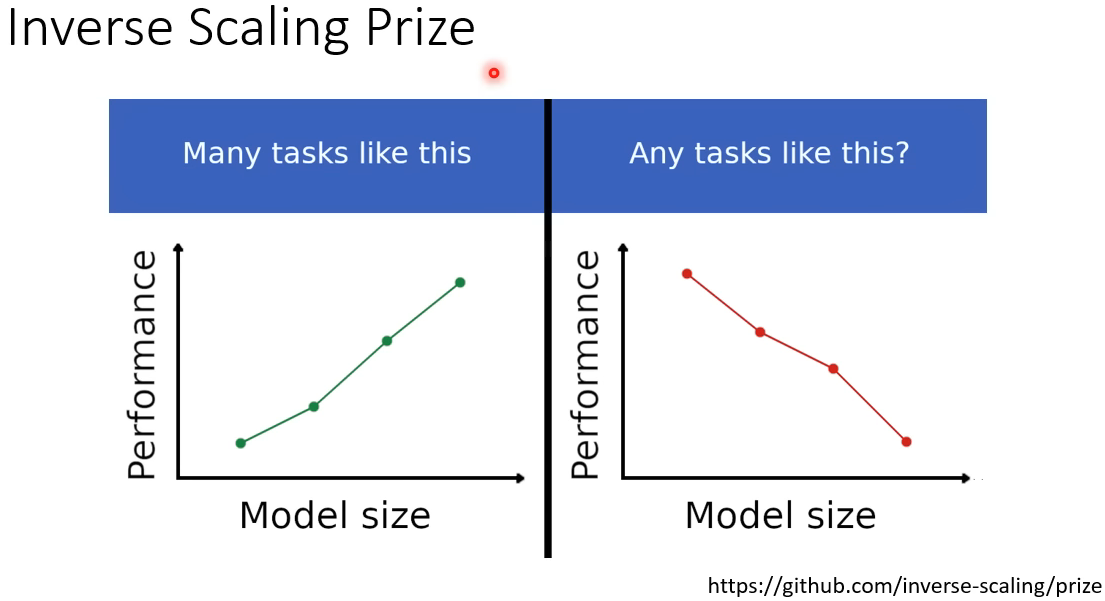 Inverse Scaling Prize
Many tasks like this
Any tasks like this?
Performance
Model size
Performance
Model size
https://github.com/inverse-scaling/prize